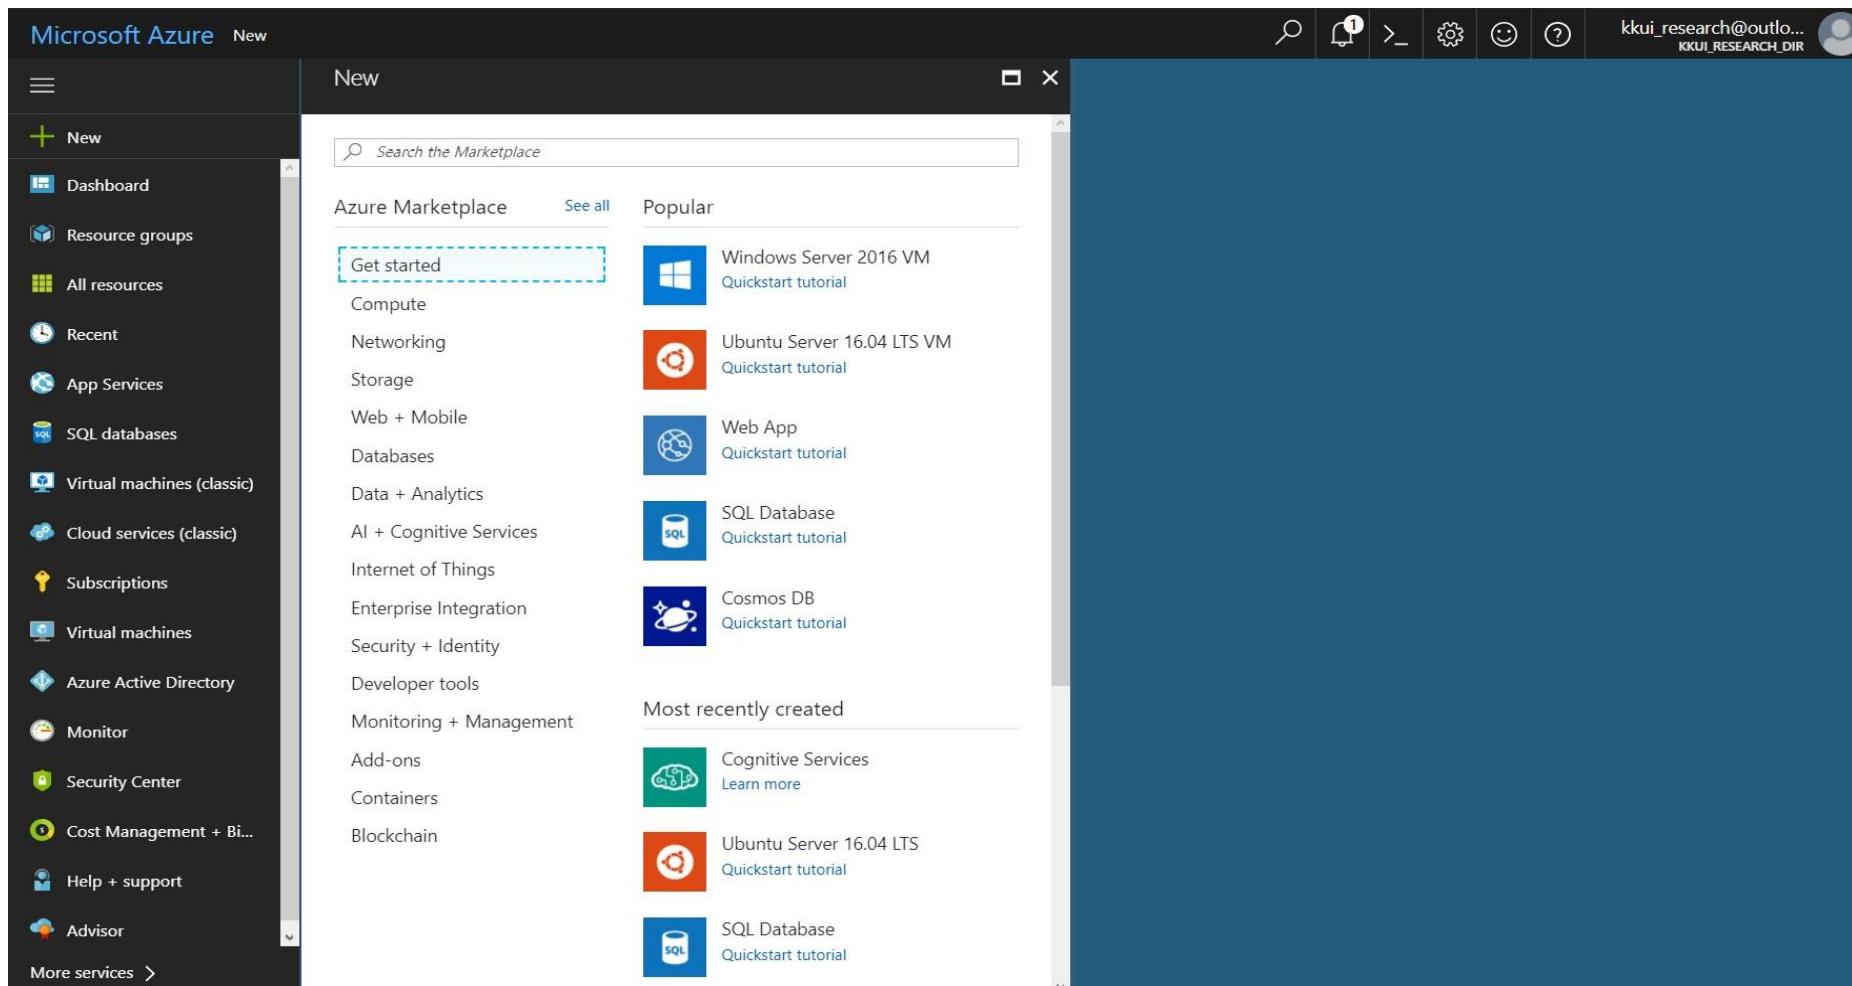 Microsoft Azure New
1
>_
?
kkui_research@outlo...
KKUI_RESEARCH_DIR
New
Dashboard
Resource groups
All resources
Recent
App Services
SQL
SQL databases
Virtual machines (classic)
Cloud services (classic)
Subscriptions
Virtual machines
Azure Active Directory
Monitor
Security Center
Cost Management + Bi...
Help + support
Advisor
More services >
New
Search the Marketplace
Azure Marketplace See all
Get started
Compute
Networking
Storage
Web + Mobile
Databases
Data + Analytics
AI + Cognitive Services
Internet of Things
Enterprise Integration
Security + Identity
Developer tools
Monitoring + Management
Add-ons
Containers
Blockchain
Popular
Windows Server 2016 VM
Quickstart tutorial
Ubuntu Server 16.04 LTS VM
Quickstart tutorial
Web App
Quickstart tutorial
SQL
SQL Database
Quickstart tutorial
Cosmos DB
Quickstart tutorial
Most recently created
Cognitive Services
Learn more
Ubuntu Server 16.04 LTS
Quickstart tutorial
SQL
SQL Database
Quickstart tutorial